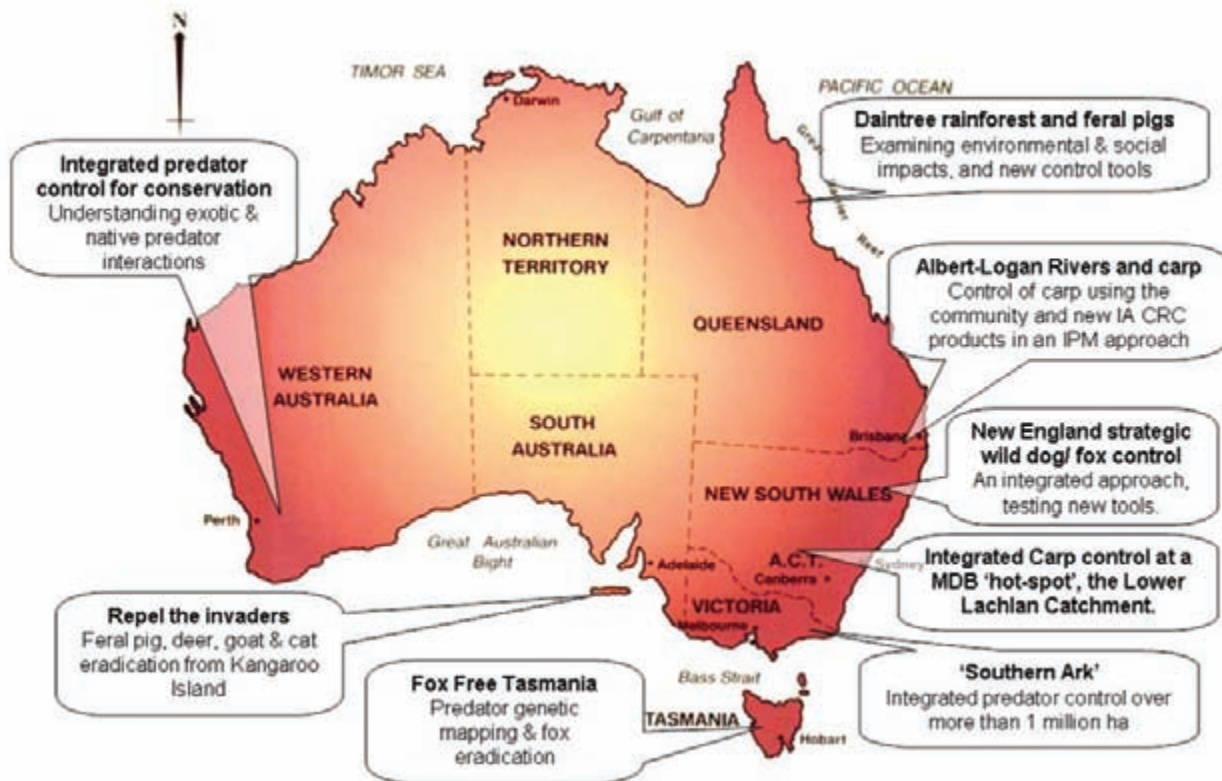 N
TIMOR SEA
PACIFIC OCEAN
Darwin
Gulf of
Carpentaria
Great
Barrier
Reef
Daintree rainforest and feral pigs
Examining environmental & social
impacts, and new control tools
Integrated predator
control for conservation
Understanding exotic &
native predator
interactions
NORTHERN
TERRITORY
Albert-Logan Rivers and carp
Control of carp using the
community and new IA CRC
products in an IPM approach
QUEENSLAND
WESTERN
AUSTRALIA
SOUTH
AUSTRALIA
Brisbane
New England strategic
wild dog/ fox control
An integrated approach,
testing new tools.
NEW SOUTH WALES
Perth
Great Australian
Bight
Adelaide
A.C.T.
Canberra
Sydney
Integrated Carp control at a
MDB ‘hot-spot’, the Lower
Lachlan Catchment.
VICTORIA
Melbourne
Repel the invaders
Feral pig, deer, goat & cat
eradication from Kangaroo
Island
Bass Strait
Fox Free Tasmania
Predator genetic
mapping & fox
eradication
TASMANIA
Hobart
‘Southern Ark’
Integrated predator control over
more than 1 million ha